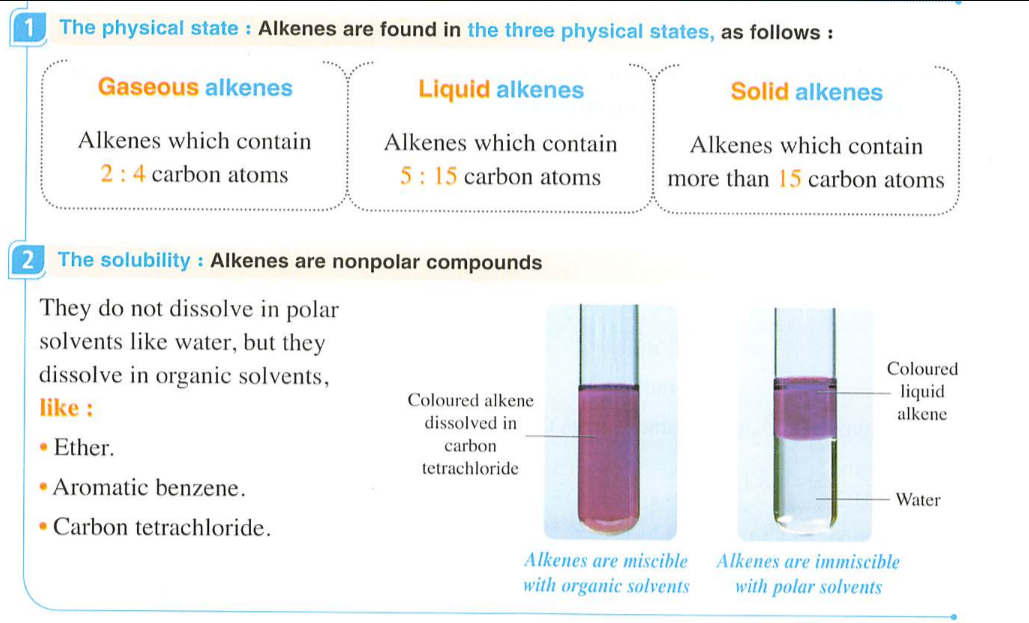 1 The physical state : Alkenes are found in the three physical states, as follows :
Gaseous alkenes
Alkenes which contain
2 : 4 carbon atoms
Liquid alkenes
Alkenes which contain
5 : 15 carbon atoms
Solid alkenes
Alkenes which contain
more than 15 carbon atoms
2 The solubility : Alkenes are nonpolar compounds
They do not dissolve in polar
solvents like water, but they
dissolve in organic solvents,
like :
• Ether.
• Aromatic benzene.
• Carbon tetrachloride.
Coloured alkene
dissolved in
carbon
tetrachloride
Alkenes are miscible
with organic solvents
Coloured
liquid
alkene
Water
Alkenes are immiscible
with polar solvents